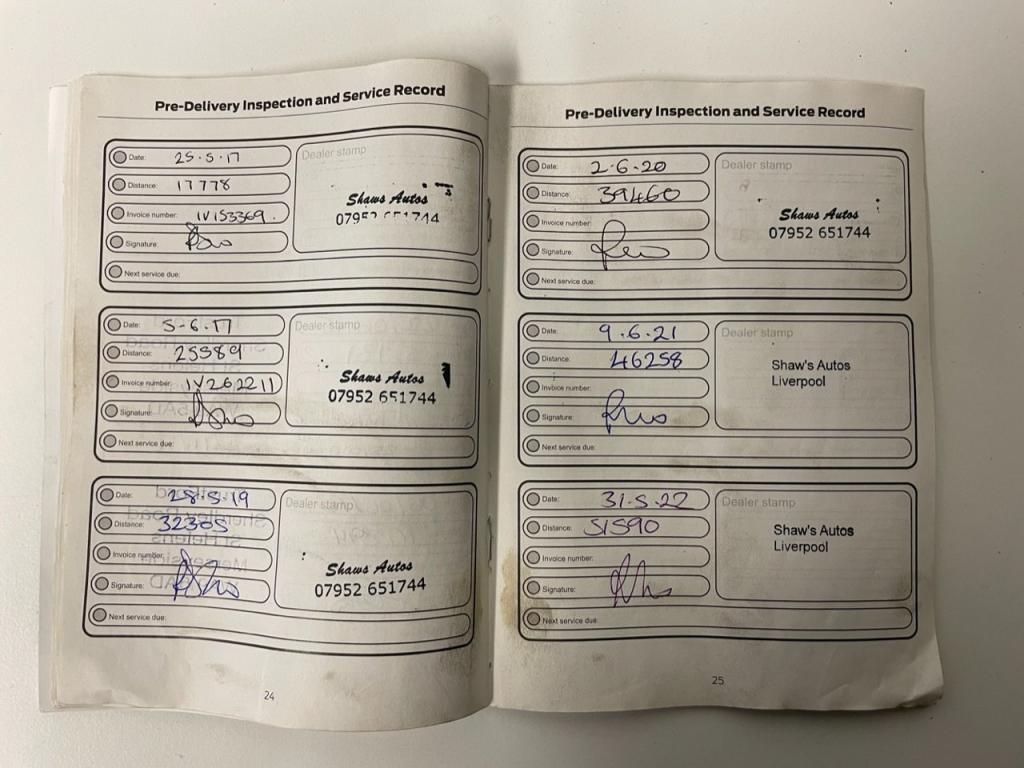 Pre-Delivery Inspection and Service Record
Date: 25.5.17
Distance: 17778
Invoice number: IV153369.
Signature:
Next service due:
Dealer stamp
Shaws Autos
0795
Date: 5-6.17
Distance: 25589
Invoice number: IV262211
Signature:
Next service due:
Dealer stamp
Shaws Autos
07952 651744
Date: 28.5.19
Distance: 32305
Invoice number:
Signature:
Next service due:
Dealer stamp
Shaws Autos
07952 651744
24
Pre-Delivery Inspection and Service Record
Date: 2-6.20
Distance: 39460
Invoice number:
Signature:
Next service due:
Dealer stamp
Shaws Autos
07952 651744
Date: 9.6.21
Distance: 46258
Invoice number:
Signature:
Next service due:
Dealer stamp
Shaw's Autos
Liverpool
Date: 31.5.22
Distance: 51590
Invoice number:
Signature:
Next service due:
Dealer stamp
Shaw's Autos
Liverpool
25